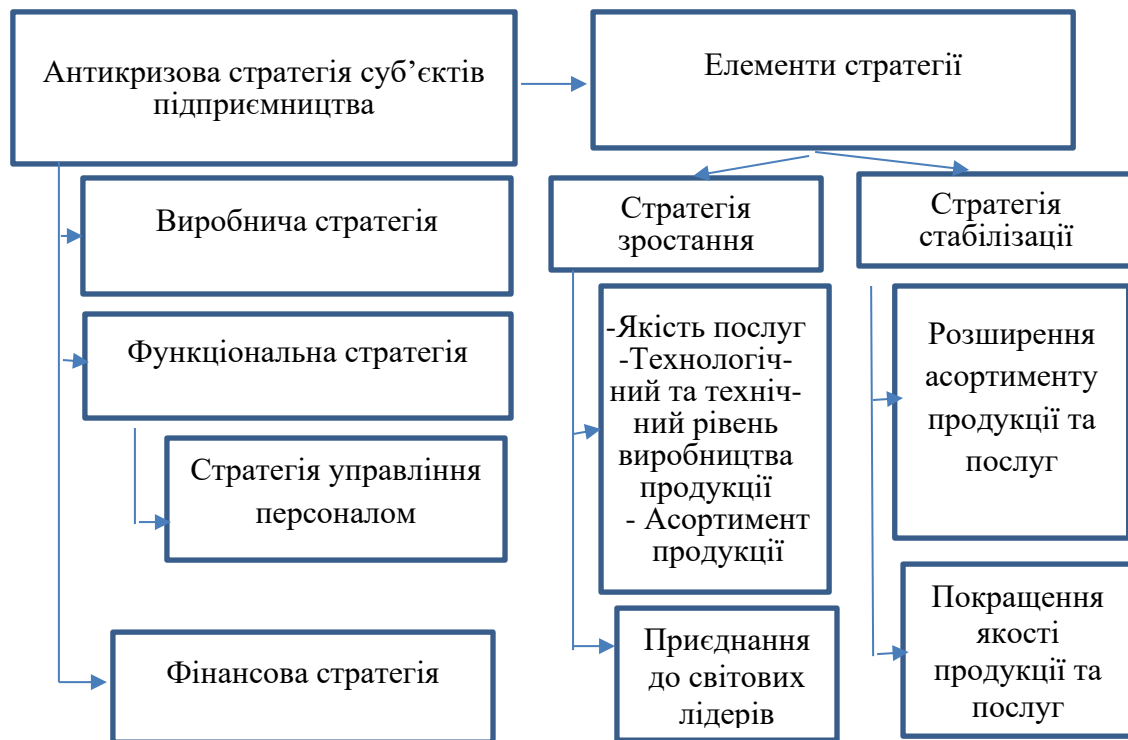 Антикризова стратегія суб’єктів
підприємництва
Елементи стратегії
Виробнича стратегія
Функціональна стратегія
Стратегія управління
персоналом
Фінансова стратегія
Стратегія
зростання
-Якість послуг
-Технологіч-
ний та техніч-
ний рівень
виробництва
продукції
- Асортимент
продукції
Приєднання
до світових
лідерів
Стратегія
стабілізації
Розширення
асортименту
продукції та
послуг
Покращення
якості
продукції та
послуг